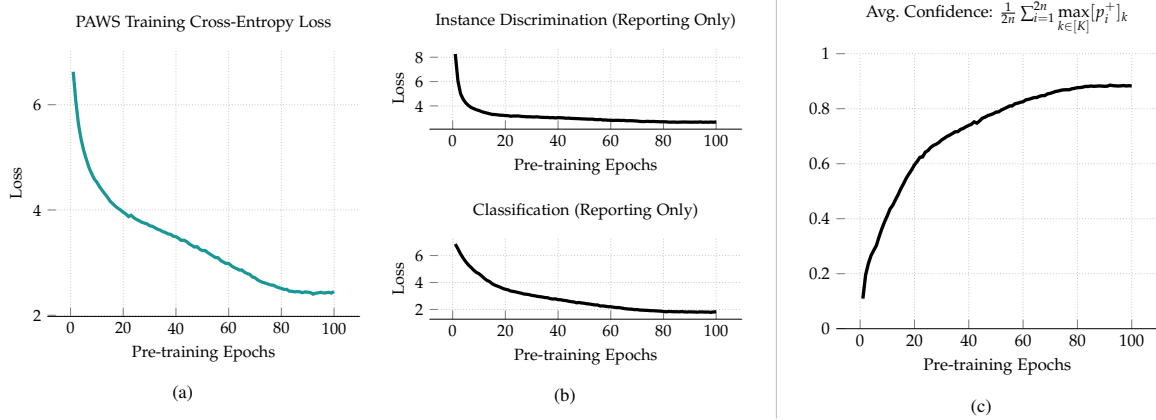 PAWS Training Cross-Entropy Loss
6
4
2
Loss
0 20 40 60 80 100
Pre-training Epochs
(a)
Instance Discrimination (Reporting Only)
8
6
4
Loss
0 20 40 60 80 100
Pre-training Epochs
Classification (Reporting Only)
6
4
2
Loss
0 20 40 60 80 100
Pre-training Epochs
(b)
Avg. Confidence: $\frac{1}{2n} \sum_{i=1}^{2n} \max_{k \in [K]} [p_i^+]_k$
1
0.8
0.6
0.4
0.2
0
0 20 40 60 80 100
Pre-training Epochs
(c)